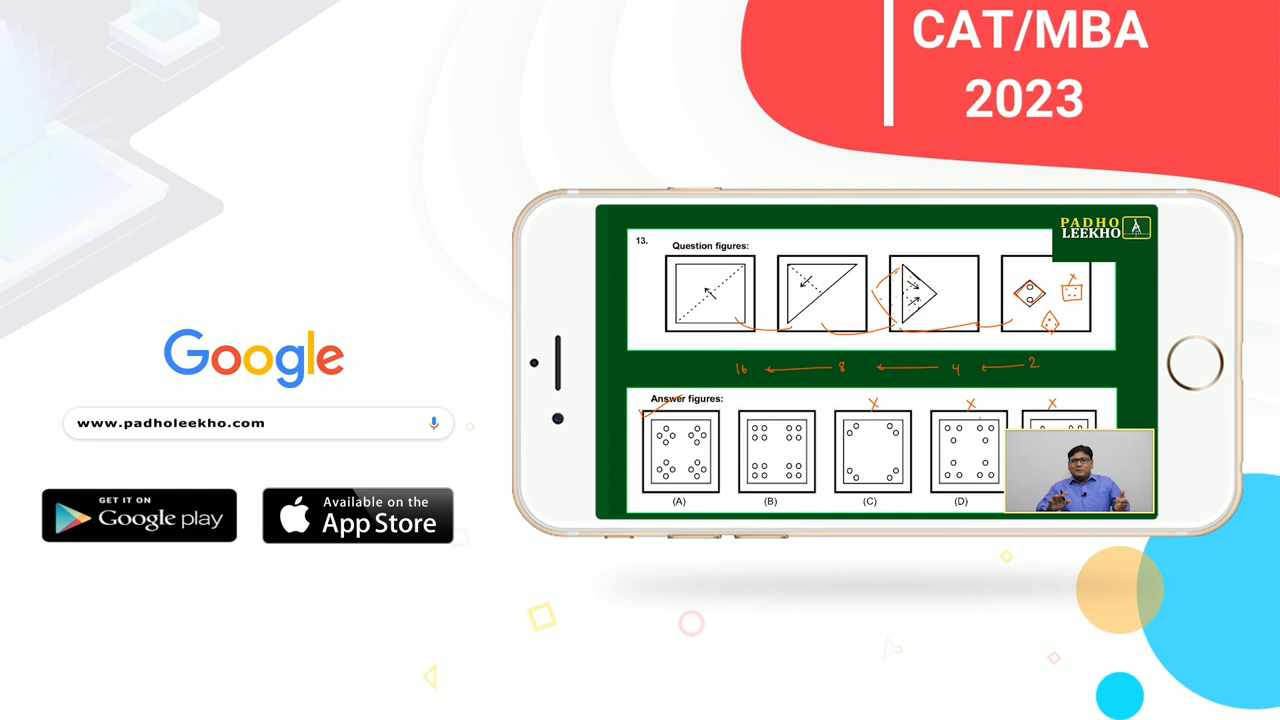 CAT/MBA
2023
PADHO
LEEKHO
13.
Question figures:
x
16
8
4
2
Answer figures:
x
x
x
(A)
(B)
(C)
(D)
Google
www.padholeekho.com
GET IT ON
Google play
Available on the
App Store